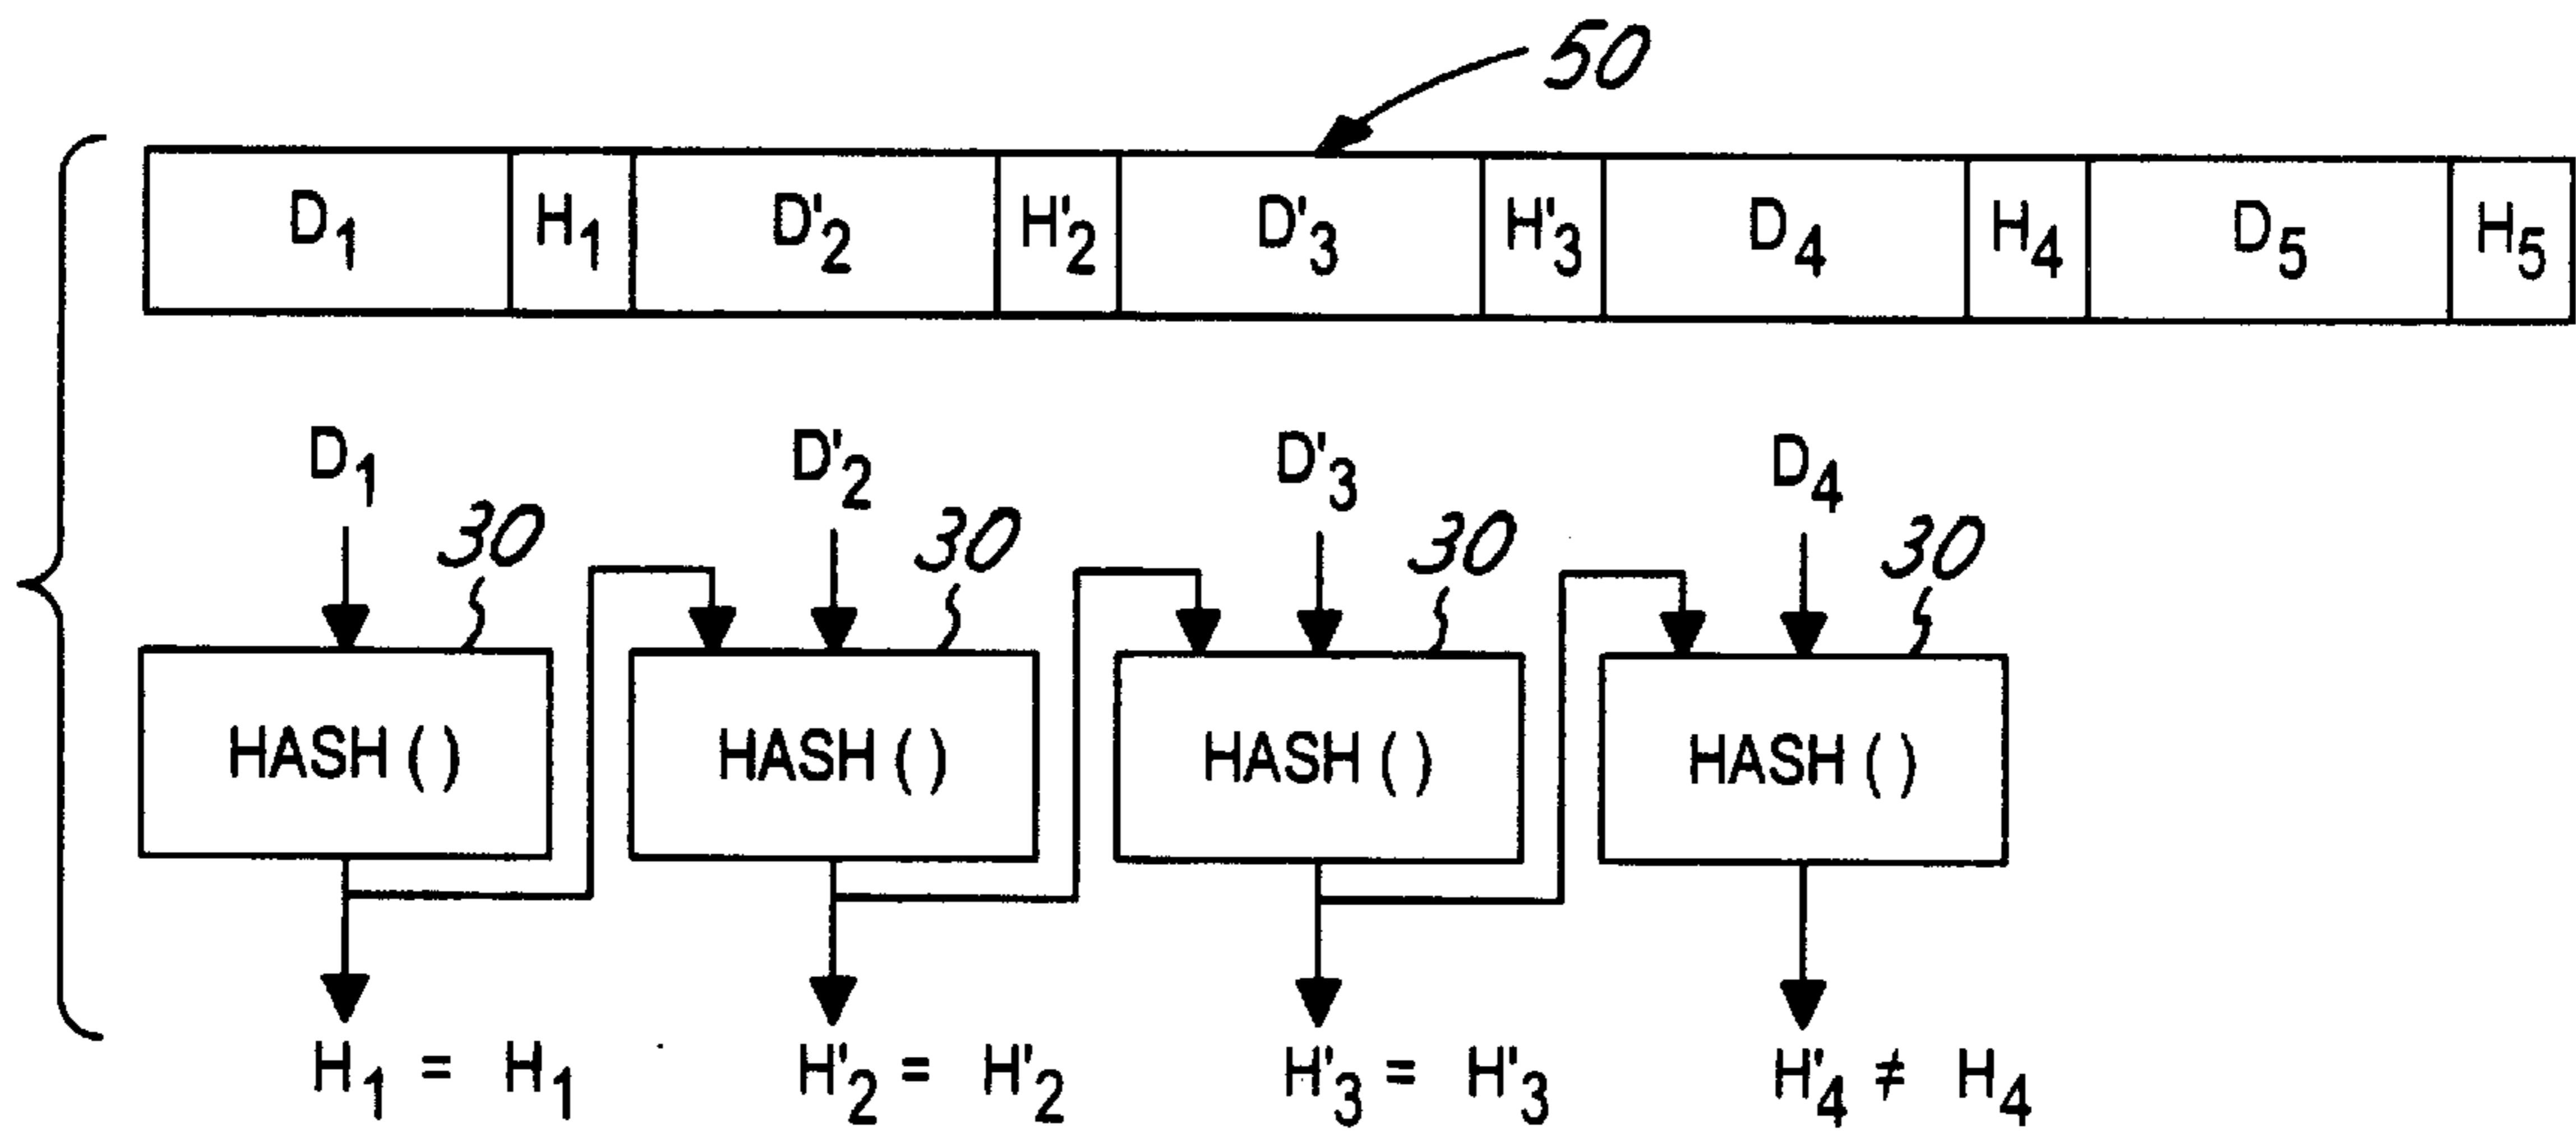 50
D₁ H₁ D'₂ H'₂ D'₃ H'₃ D₄ H₄ D₅ H₅
D₁ D'₂ D'₃ D₄
30 30 30 30
HASH ( ) HASH ( ) HASH ( ) HASH ( )
H₁ = H₁ H'₂ = H'₂ H'₃ = H'₃ H'₄ ≠ H₄